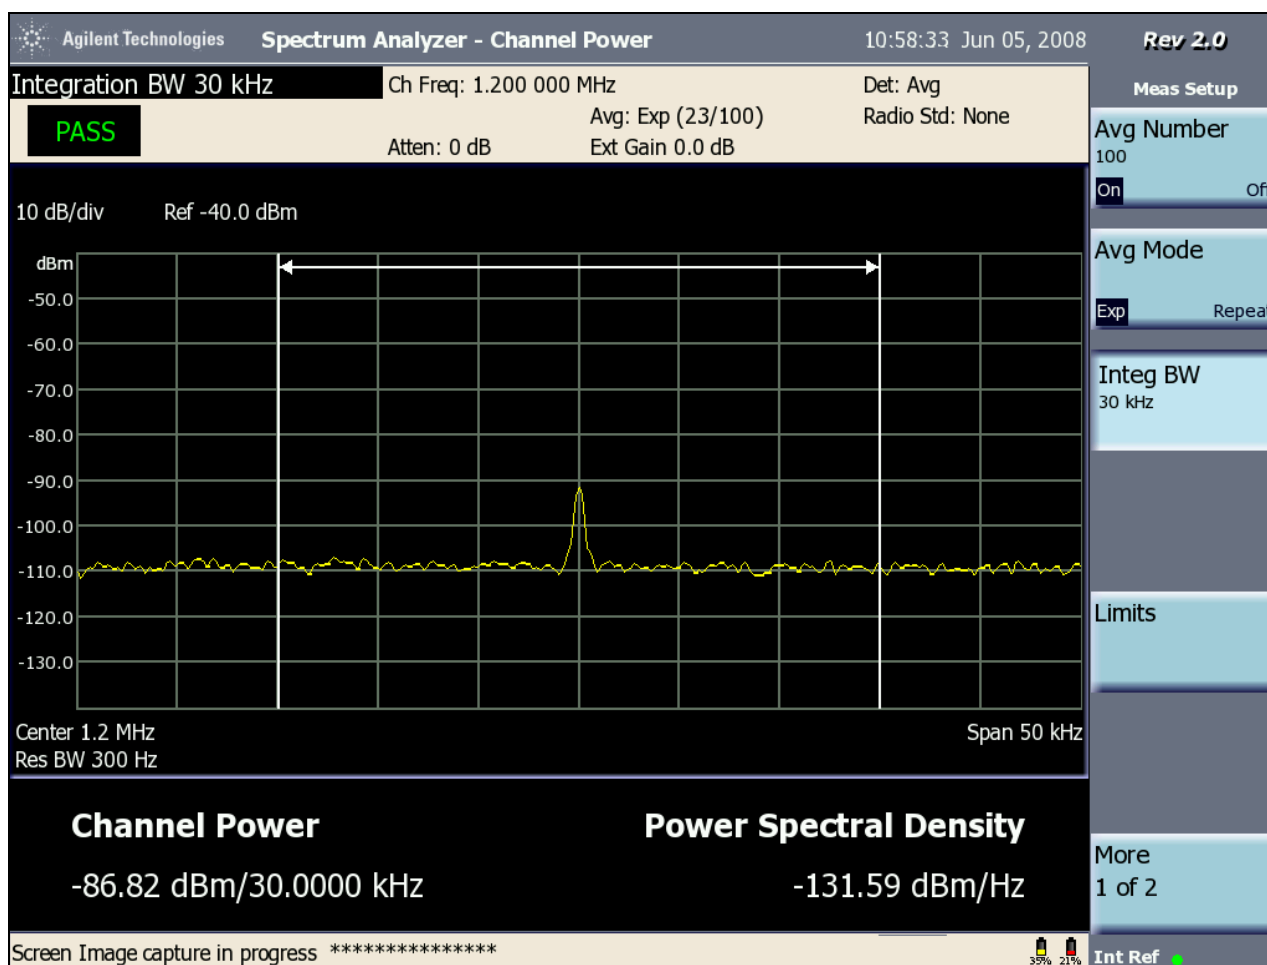 Agilent Technologies Spectrum Analyzer - Channel Power 10:58:33 Jun 05, 2008 Rev 2.0
Integration BW 30 kHz Ch Freq: 1.200 000 MHz Det: Avg
PASS Avg: Exp (23/100) Radio Std: None
Atten: 0 dB Ext Gain 0.0 dB
10 dB/div Ref -40.0 dBm
dBm
-50.0
-60.0
-70.0
-80.0
-90.0
-100.0
-110.0
-120.0
-130.0
Center 1.2 MHz Span 50 kHz
Res BW 300 Hz
Channel Power Power Spectral Density
-86.82 dBm/30.0000 kHz -131.59 dBm/Hz
Screen Image capture in progress ***************
35% 21%
Meas Setup
Avg Number
100
On Off
Avg Mode
Exp Repeat
Integ BW
30 kHz
Limits
More
1 of 2
Int Ref